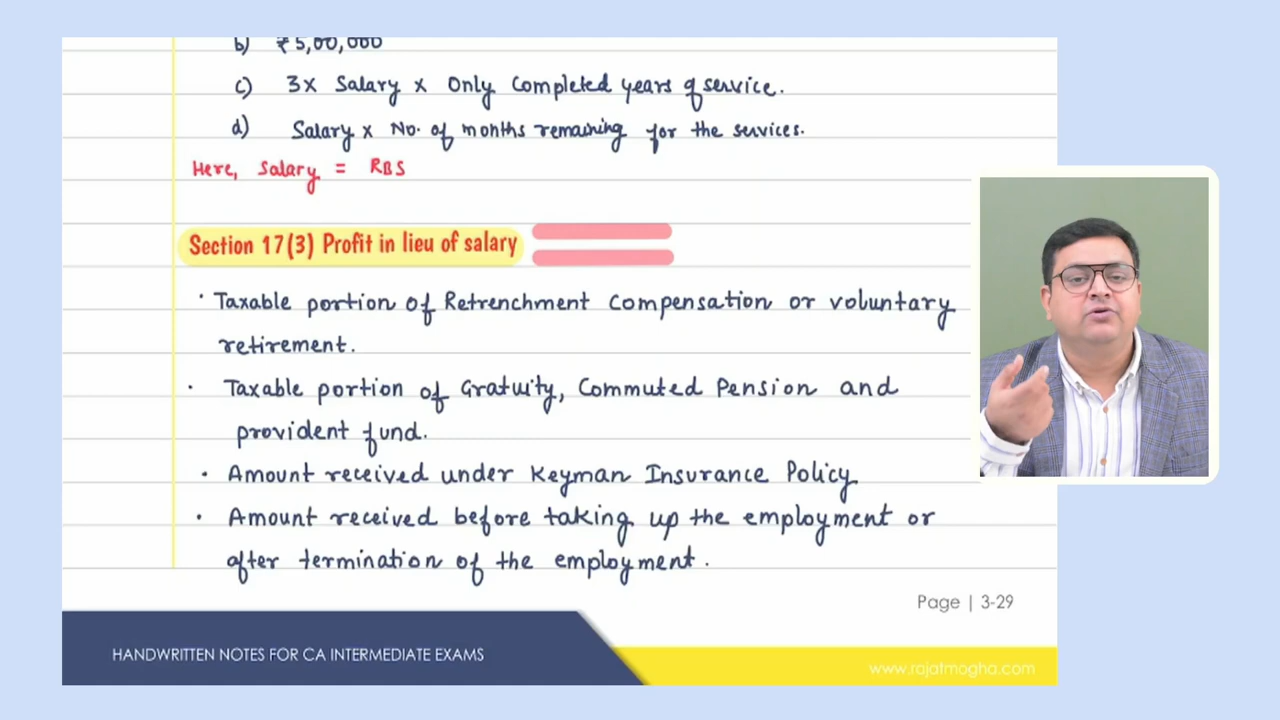 b) ₹5,00,000
c) 3x Salary x Only Completed years of service.
d) Salary x No. of months remaining for the services.
Here, Salary = RBS
Section 17(3) Profit in lieu of salary
· Taxable portion of Retrenchment Compensation or voluntary
retirement.
· Taxable portion of Gratuity, Commuted Pension and
provident fund.
· Amount received under Keyman Insurance Policy
· Amount received before taking up the employment or
after termination of the employment.
Page | 3-29
HANDWRITTEN NOTES FOR CA INTERMEDIATE EXAMS
www.rajatmogha.com